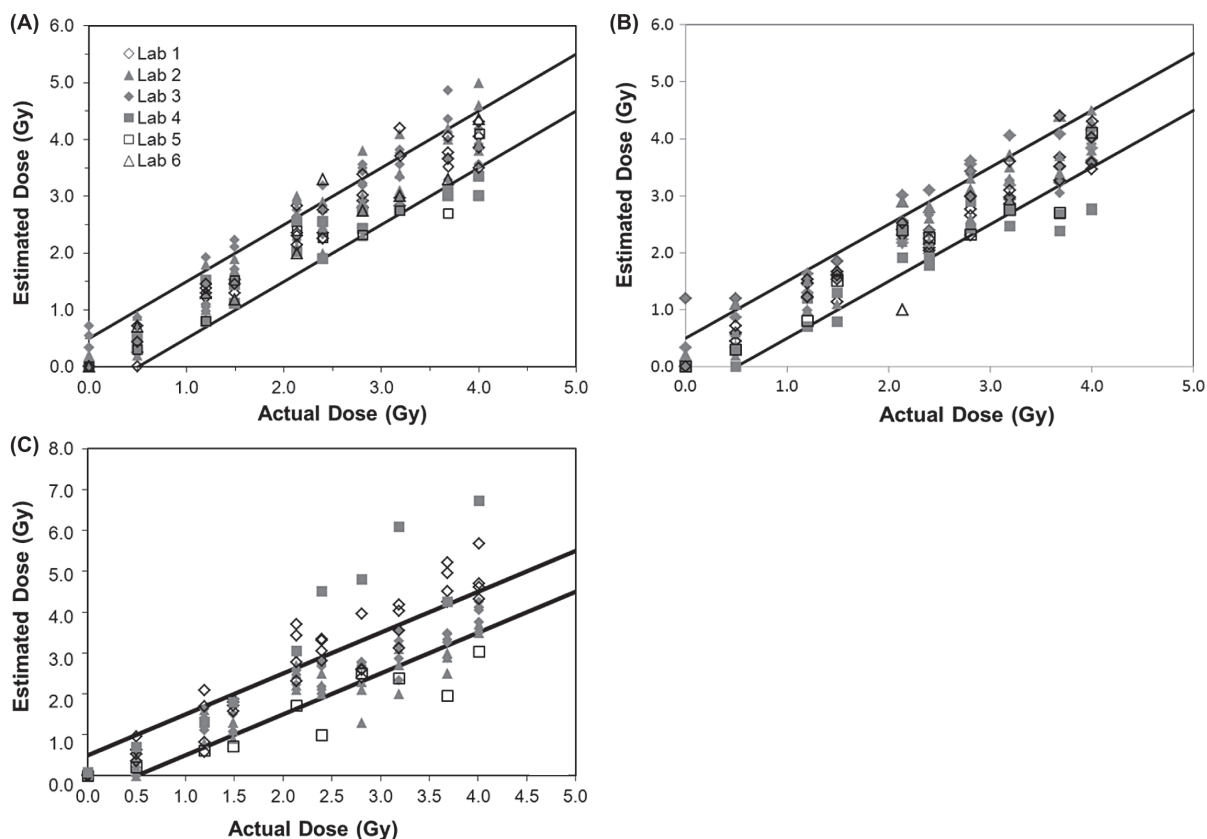 (A)
Estimated Dose (Gy)
6.0
5.0
4.0
3.0
2.0
1.0
0.0
Lab 1
Lab 2
Lab 3
Lab 4
Lab 5
Lab 6
0.0 1.0 2.0 3.0 4.0 5.0
Actual Dose (Gy)
(B)
Estimated Dose (Gy)
6.0
5.0
4.0
3.0
2.0
1.0
0.0
0.0 1.0 2.0 3.0 4.0 5.0
Actual Dose (Gy)
(C)
Estimated Dose (Gy)
8.0
7.0
6.0
5.0
4.0
3.0
2.0
1.0
0.0
0.0 0.5 1.0 1.5 2.0 2.5 3.0 3.5 4.0 4.5 5.0
Actual Dose (Gy)